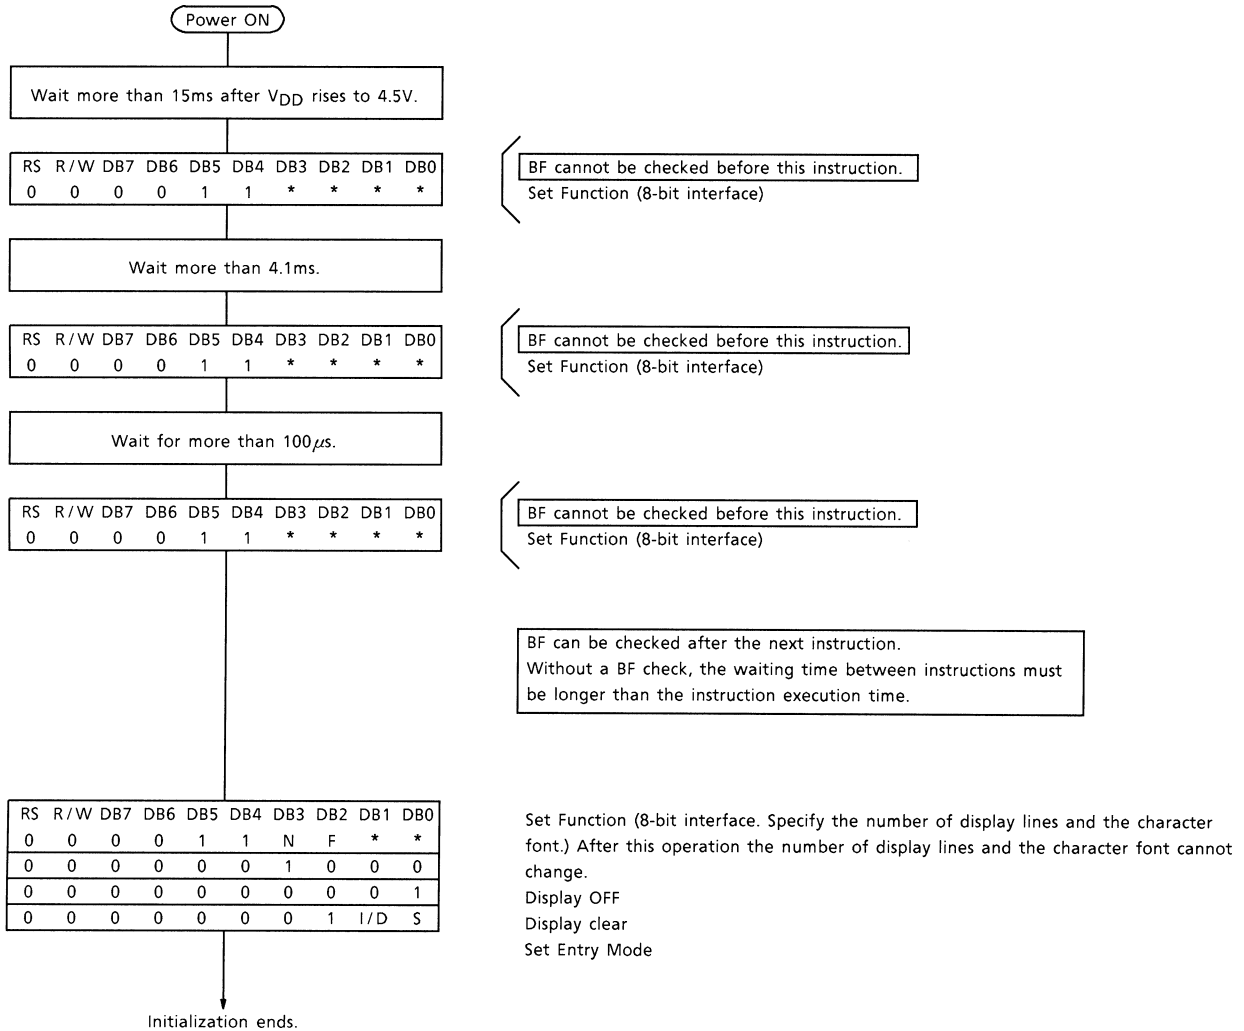 Power ON
Wait more than 15ms after VDD rises to 4.5V.
RS R/W DB7 DB6 DB5 DB4 DB3 DB2 DB1 DB0
0 0 0 0 1 1 * * * *
BF cannot be checked before this instruction.
Set Function (8-bit interface)
Wait more than 4.1ms.
RS R/W DB7 DB6 DB5 DB4 DB3 DB2 DB1 DB0
0 0 0 0 1 1 * * * *
BF cannot be checked before this instruction.
Set Function (8-bit interface)
Wait for more than 100μs.
RS R/W DB7 DB6 DB5 DB4 DB3 DB2 DB1 DB0
0 0 0 0 1 1 * * * *
BF cannot be checked before this instruction.
Set Function (8-bit interface)
BF can be checked after the next instruction.
Without a BF check, the waiting time between instructions must
be longer than the instruction execution time.
RS R/W DB7 DB6 DB5 DB4 DB3 DB2 DB1 DB0
0 0 0 0 1 1 N F * *
0 0 0 0 0 0 1 0 0 0
0 0 0 0 0 0 0 0 0 1
0 0 0 0 0 0 0 1 I/D S
Set Function (8-bit interface. Specify the number of display lines and the character
font.) After this operation the number of display lines and the character font cannot
change.
Display OFF
Display clear
Set Entry Mode
Initialization ends.